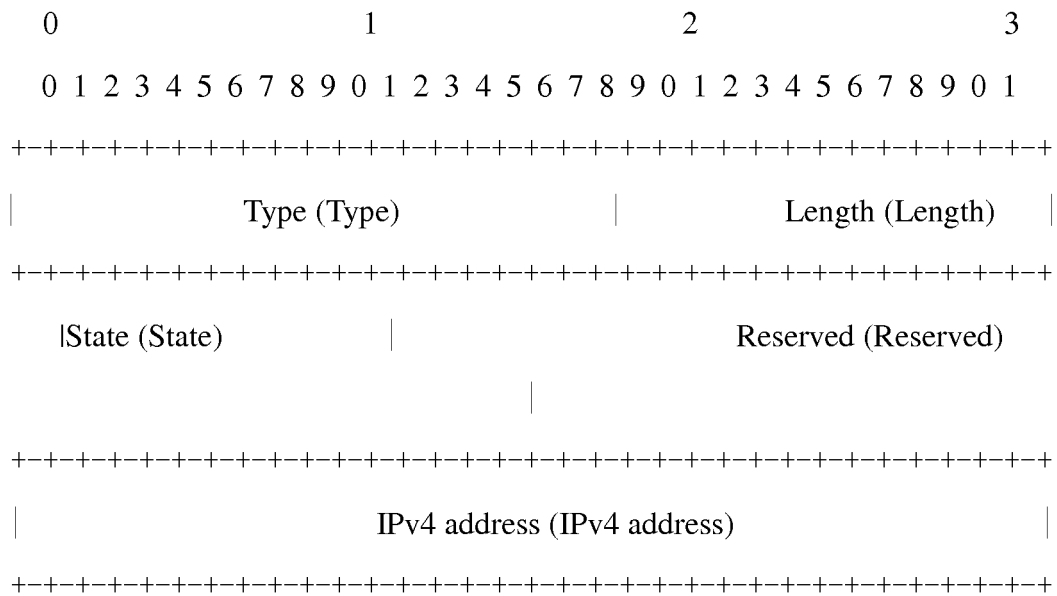 0 1 2 3
0 1 2 3 4 5 6 7 8 9 0 1 2 3 4 5 6 7 8 9 0 1 2 3 4 5 6 7 8 9 0 1
+-+-+-+-+-+-+-+-+-+-+-+-+-+-+-+-+-+-+-+-+-+-+-+-+-+-+-+-+-+-+-+-+
| Type (Type) | Length (Length) |
+-+-+-+-+-+-+-+-+-+-+-+-+-+-+-+-+-+-+-+-+-+-+-+-+-+-+-+-+-+-+-+-+
|State (State) | Reserved (Reserved)
|
+-+-+-+-+-+-+-+-+-+-+-+-+-+-+-+-+-+-+-+-+-+-+-+-+-+-+-+-+-+-+-+-+
| IPv4 address (IPv4 address) |
+-+-+-+-+-+-+-+-+-+-+-+-+-+-+-+-+-+-+-+-+-+-+-+-+-+-+-+-+-+-+-+-+